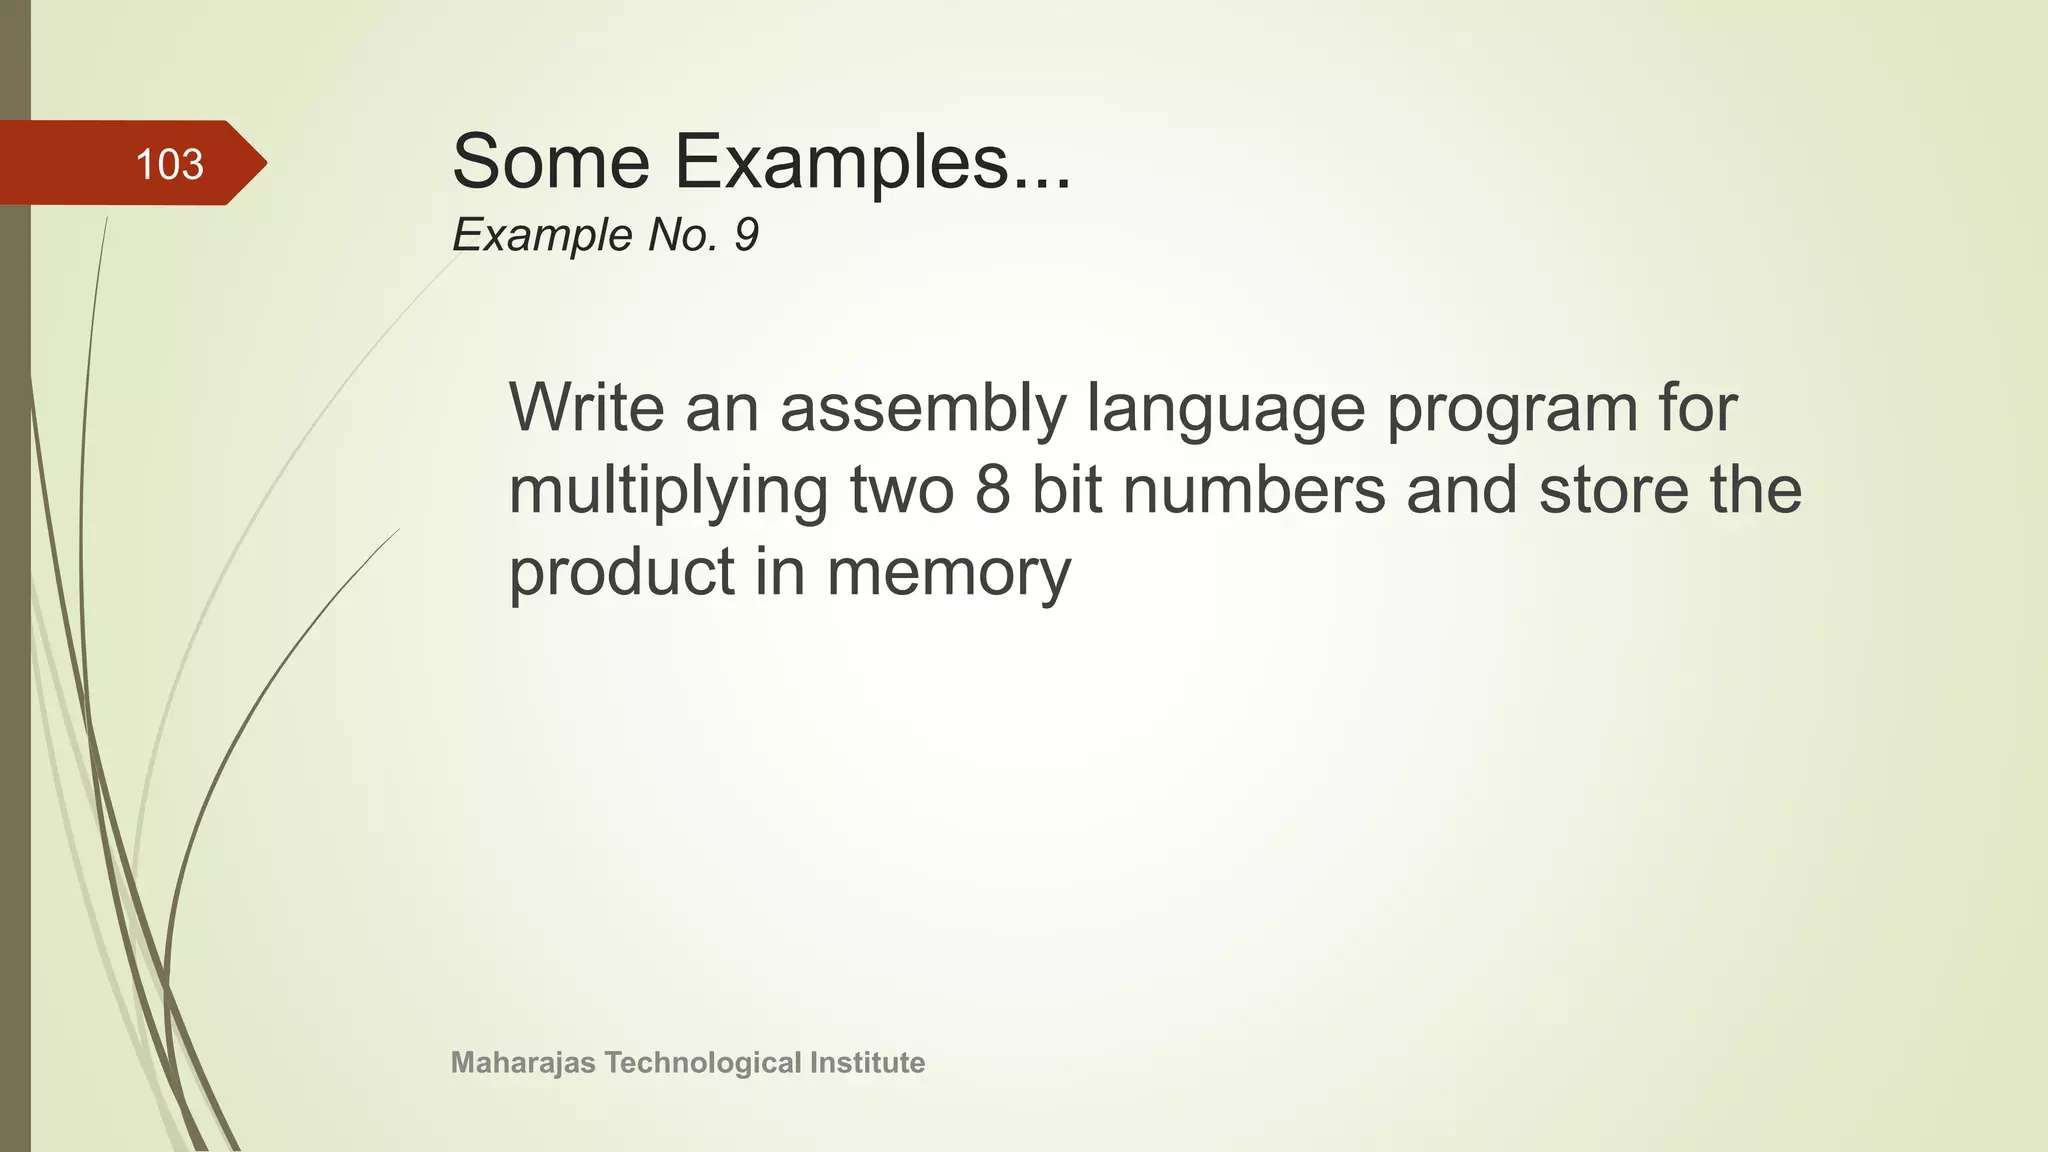 103
Some Examples...
Example No. 9
Write an assembly language program for
multiplying two 8 bit numbers and store the
product in memory
Maharajas Technological Institute